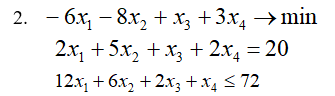 2. − 6x₁ − 8x₂ + x₃ + 3x₄ → min
2x₁ + 5x₂ + x₃ + 2x₄ = 20
12x₁ + 6x₂ + 2x₃ + x₄ ≤ 72